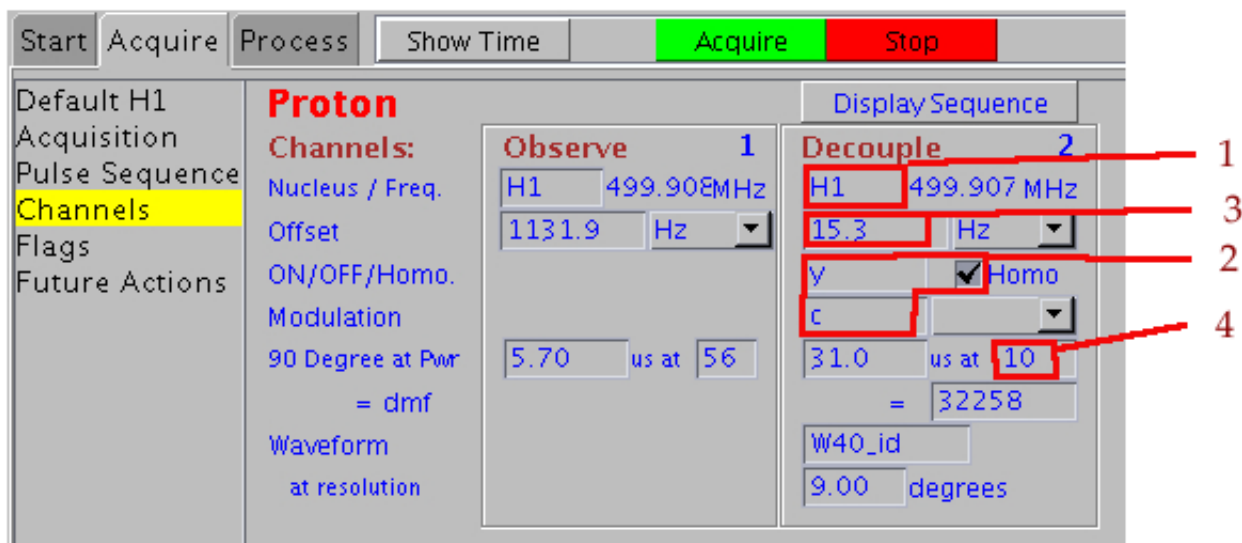 Start Acquire Process Show Time Acquire Stop
Default H1
Acquisition
Pulse Sequence
Channels
Flags
Future Actions
Proton Display Sequence
Channels: Observe 1 Decouple 2
Nucleus / Freq. H1 499.908MHz H1 499.907 MHz
Offset 1131.9 Hz 15.3 Hz
ON/OFF/Homo. y Homo
Modulation c
90 Degree at Pwr 5.70 us at 56 31.0 us at 10
= dmf = 32258
Waveform W40_id
at resolution 9.00 degrees
1
3
2
4